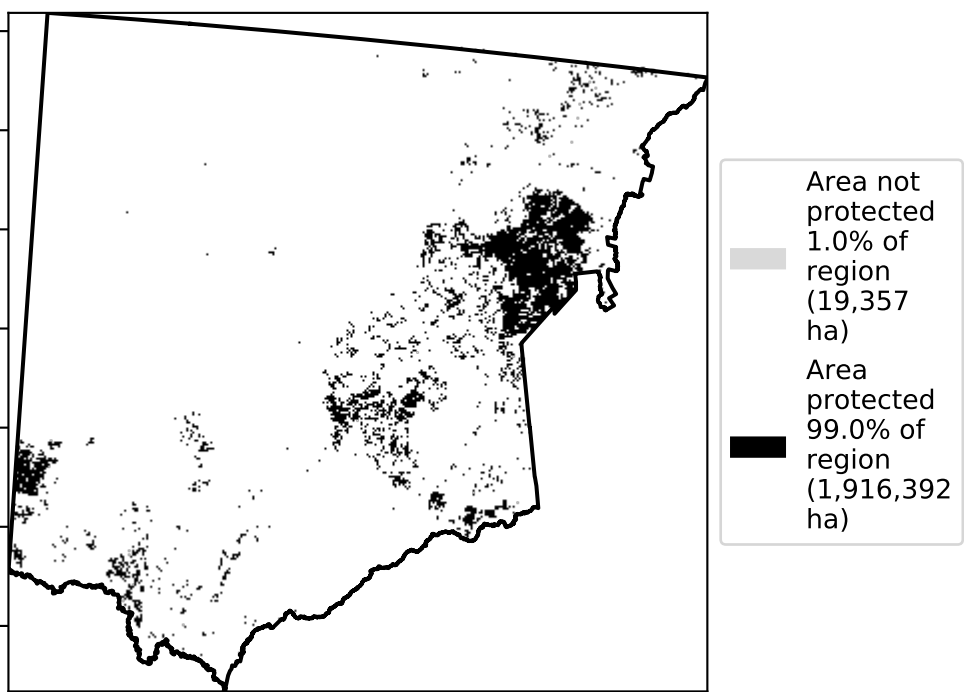 Area not
protected
1.0% of
region
(19,357
ha)
Area
protected
99.0% of
region
(1,916,392
ha)